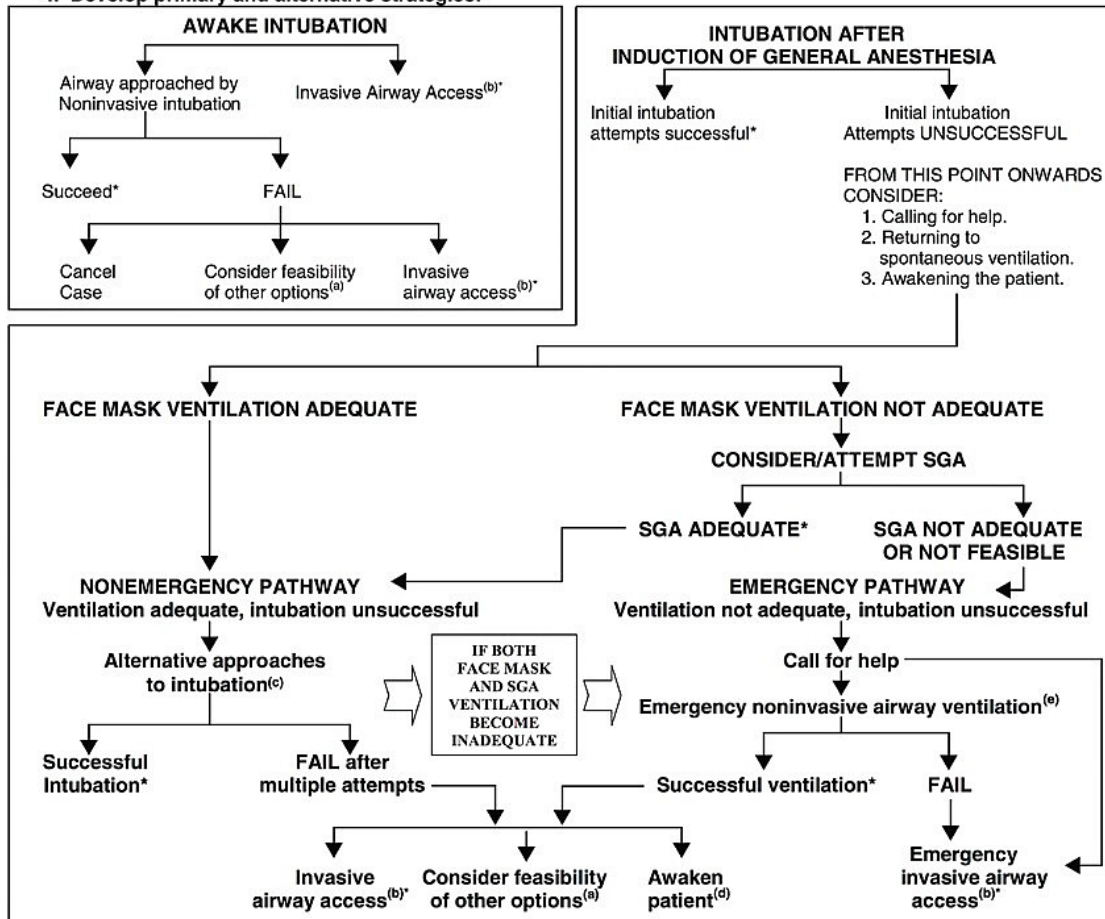 4. Develop primary and alternative strategies:
AWAKE INTUBATION
Airway approached by
Noninvasive intubation
Invasive Airway Access(b)*
Succeed*
FAIL
Cancel
Case
Consider feasibility
of other options(a)
Invasive
airway access(b)*
INTUBATION AFTER
INDUCTION OF GENERAL ANESTHESIA
Initial intubation
attempts successful*
Initial intubation
Attempts UNSUCCESSFUL
FROM THIS POINT ONWARDS
CONSIDER:
1. Calling for help.
2. Returning to
spontaneous ventilation.
3. Awakening the patient.
FACE MASK VENTILATION ADEQUATE
FACE MASK VENTILATION NOT ADEQUATE
CONSIDER/ATTEMPT SGA
SGA ADEQUATE*
SGA NOT ADEQUATE
OR NOT FEASIBLE
NONEMERGENCY PATHWAY
Ventilation adequate, intubation unsuccessful
EMERGENCY PATHWAY
Ventilation not adequate, intubation unsuccessful
Alternative approaches
to intubation(c)
IF BOTH
FACE MASK
AND SGA
VENTILATION
BECOME
INADEQUATE
Call for help
Emergency noninvasive airway ventilation(e)
Successful
Intubation*
FAIL after
multiple attempts
Successful ventilation*
FAIL
Invasive
airway access(b)*
Consider feasibility
of other options(a)
Awaken
patient(d)
Emergency
invasive airway
access(b)*